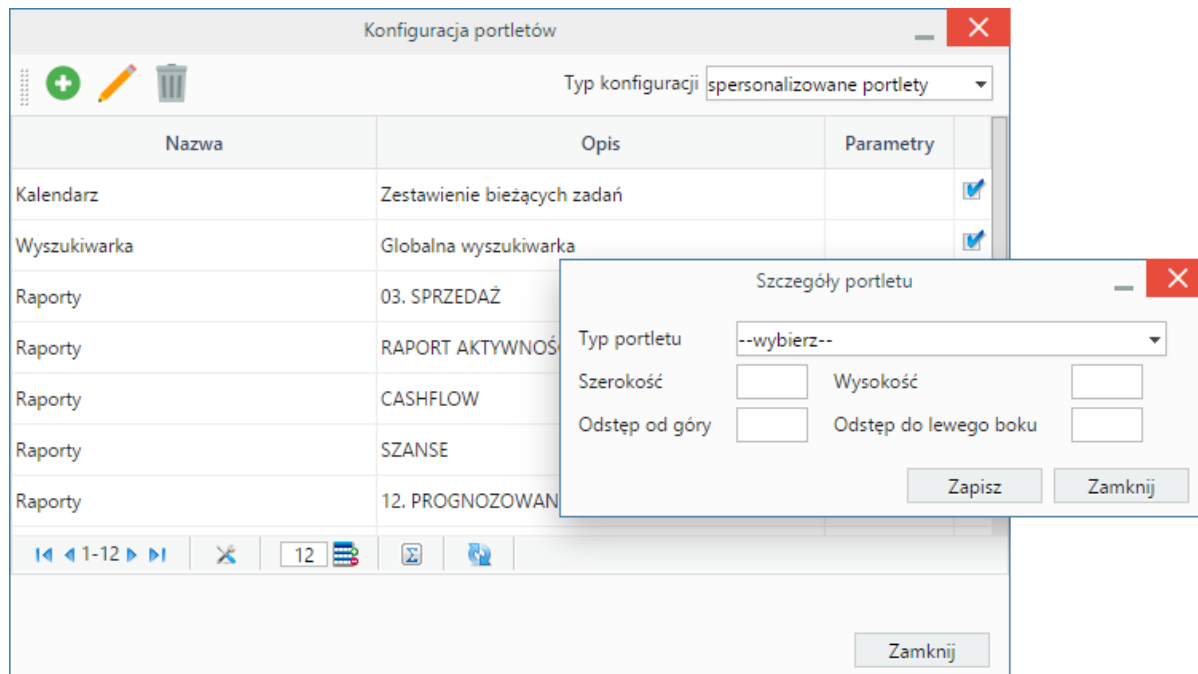 Konfiguracja portletów
Typ konfiguracji spersonalizowane portlety
Nazwa Opis Parametry
Kalendarz Zestawienie bieżących zadań
Wyszukiwarka Globalna wyszukiwarka
Raporty 03. SPRZEDAŻ
Raporty RAPORT AKTYWNOŚ
Raporty CASHFLOW
Raporty SZANSE
Raporty 12. PROGNOZOWAN
1-12 12 Σ
Zamknij
Szczegóły portletu
Typ portletu --wybierz--
Szerokość Wysokość
Odstęp od góry Odstęp do lewego boku
Zapisz Zamknij